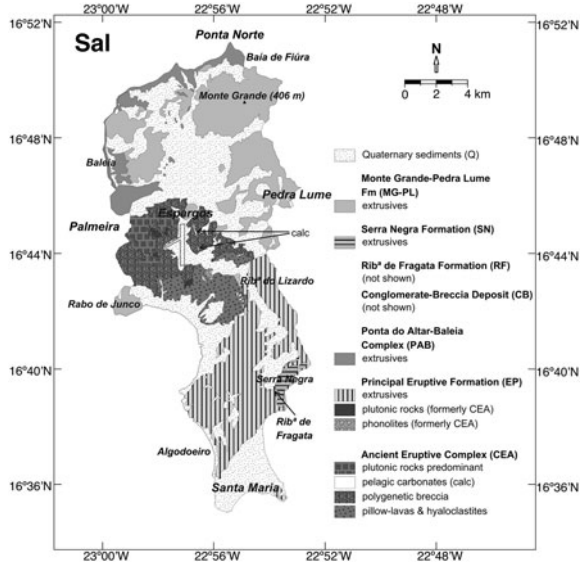 23°00'W 22°56'W 22°52'W 22°48'W
16°52'N 16°52'N
Sal
Ponta Norte
Baía de Fiúra
N
0 2 4 km
Monte Grande (406 m)
16°48'N 16°48'N
Baleia
Quaternary sediments (Q)
Monte Grande-Pedra Lume
Fm (MG-PL)
extrusives
Pedra Lume
Espargos
Palmeira
calc
Serra Negra Formation (SN)
extrusives
16°44'N 16°44'N
Ribª do Lizardo
Ribª de Fragata Formation (RF)
(not shown)
Conglomerate-Breccia Deposit (CB)
(not shown)
Rabo de Junco
Ponta do Altar-Baleia
Complex (PAB)
extrusives
16°40'N 16°40'N
Serra Negra
Principal Eruptive Formation (EP)
extrusives
plutonic rocks (formerly CEA)
phonolites (formerly CEA)
Ribª de
Fragata
Algodoeiro
Ancient Eruptive Complex (CEA)
plutonic rocks predominant
pelagic carbonates (calc)
polygenetic breccia
pillow-lavas & hyaloclastites
16°36'N 16°36'N
Santa Maria
23°00'W 22°56'W 22°52'W 22°48'W